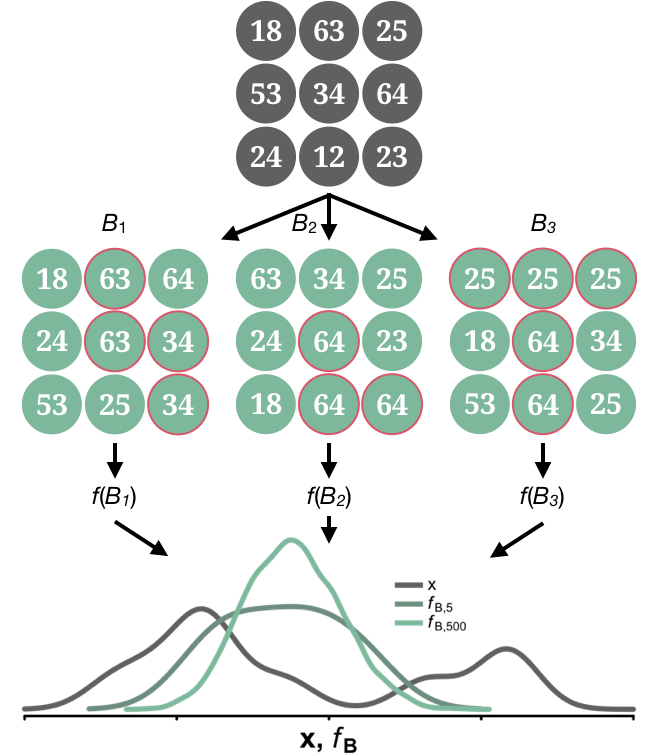 18 63 25
53 34 64
24 12 23
B1 B2 B3
18 63 64 63 34 25 25 25 25
24 63 34 24 64 23 18 64 34
53 25 34 18 64 64 53 64 25
f(B1) f(B2) f(B3)
x
fB,5
fB,500
x, fB